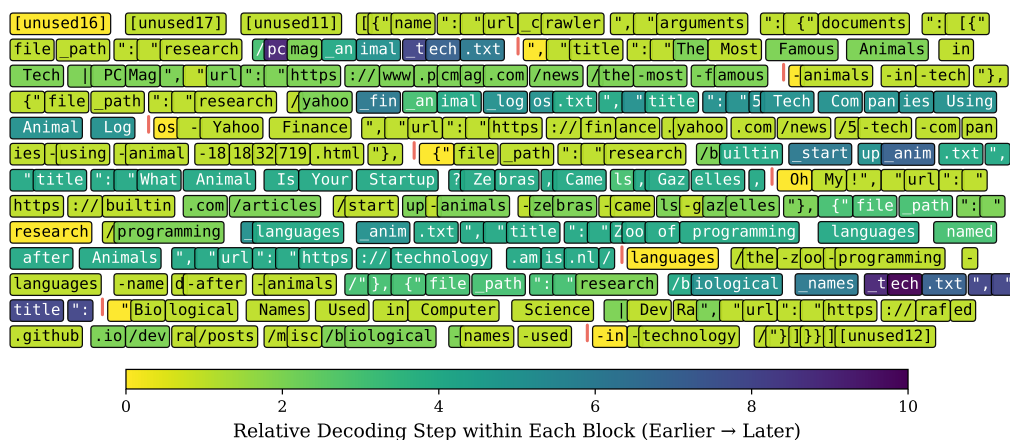 [unused16] [unused17] [unused11] [{"name": "url_crawler", "arguments": {"documents": [{"
file_path": "research/pcmag_animal_tech.txt", "title": "The Most Famous Animals in
Tech | PCMag", "url": "https://www.pcmag.com/news/the-most-famous-animals-in-tech"},
{"file_path": "research/yahoo_fin_animal_logos.txt", "title": "5 Tech Companies Using
Animal Logos - Yahoo Finance", "url": "https://finance.yahoo.com/news/5-tech-compan
ies-using-animal-181832719.html"}, {"file_path": "research/builtin_startup_anim.txt",
"title": "What Animal Is Your Startup? Zebras, Camels, Gazelles, Oh My!", "url": "
https://builtin.com/articles/startup-animals-zebras-camels-gazelles"}, {"file_path": "
research/programming_languages_anim.txt", "title": "Zoo of programming languages named
after Animals", "url": "https://technology.amis.nl/languages/the-zoo-programming-
languages-named-after-animals/"}, {"file_path": "research/biological_names_tech.txt", "
title": "Biological Names Used in Computer Science | DevRa", "url": "https://rafed
.github.io/devra/posts/misc/biological-names-used-in-technology/"}]}}][unused12]
0 2 4 6 8 10
Relative Decoding Step within Each Block (Earlier → Later)